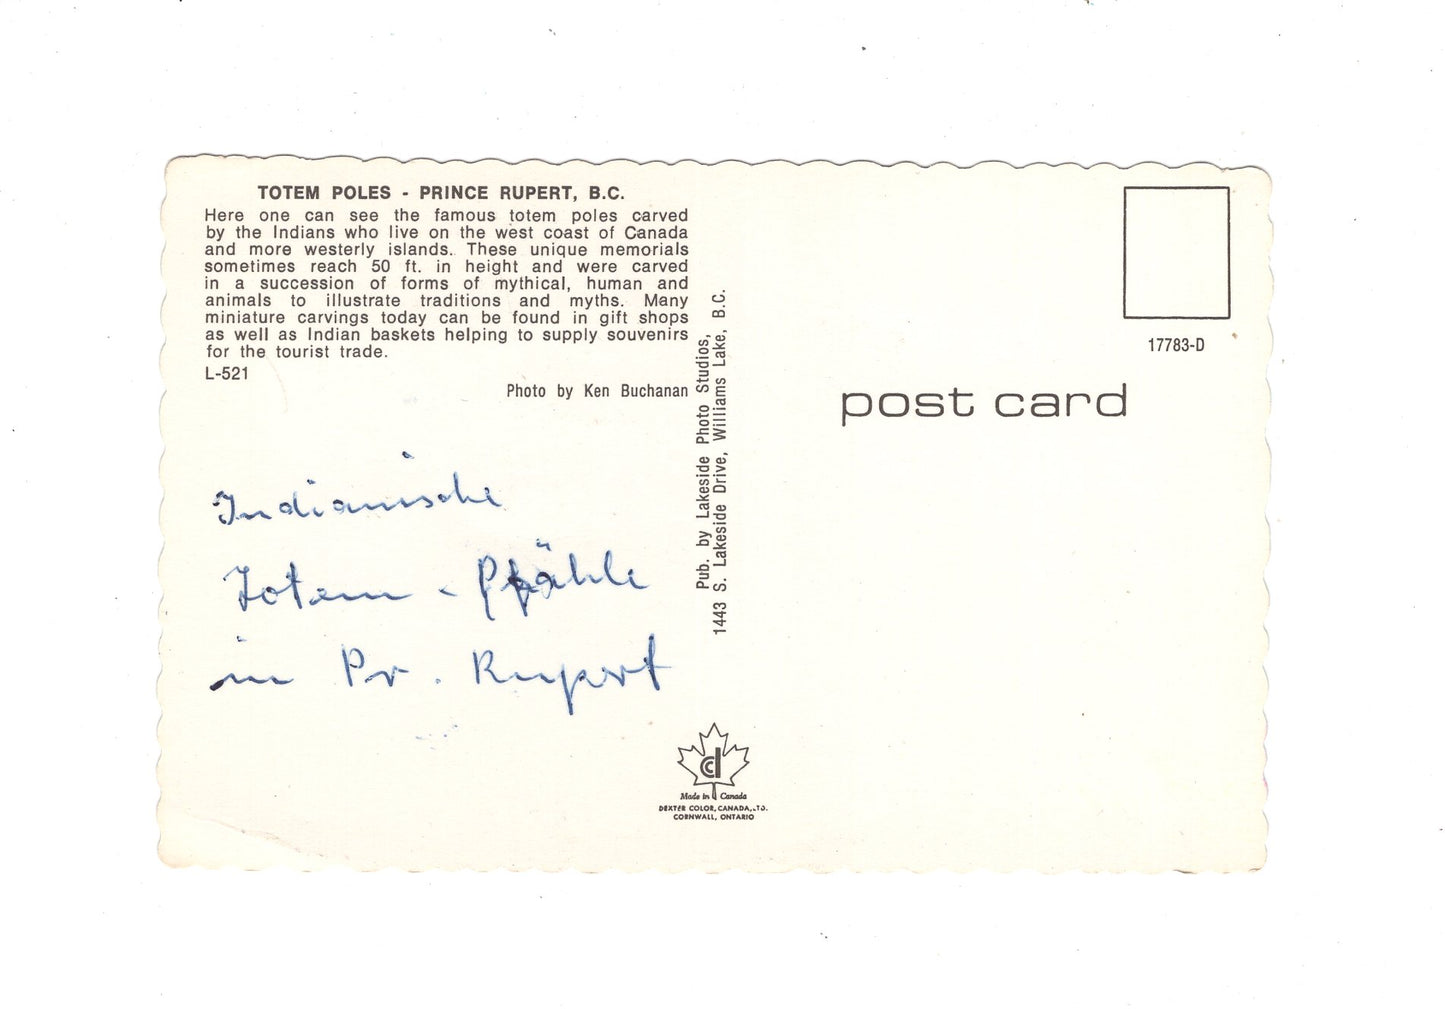 TOTEM POLES - PRINCE RUPERT, B.C.
Here one can see the famous totem poles carved
by the Indians who live on the west coast of Canada
and more westerly islands. These unique memorials
sometimes reach 50 ft. in height and were carved
in a succession of forms of mythical, human and
animals to illustrate traditions and myths. Many
miniature carvings today can be found in gift shops
as well as Indian baskets helping to supply souvenirs
for the tourist trade.
L-521
Photo by Ken Buchanan
Indianische
Totem - Pfähle
in Pr. Rupert
Pub. by Lakeside Photo Studios,
1443 S. Lakeside Drive, Williams Lake, B.C.
cd
Made in Canada
DEXTER COLOR, CANADA, LTD.
CORNWALL, ONTARIO
17783-D
post card